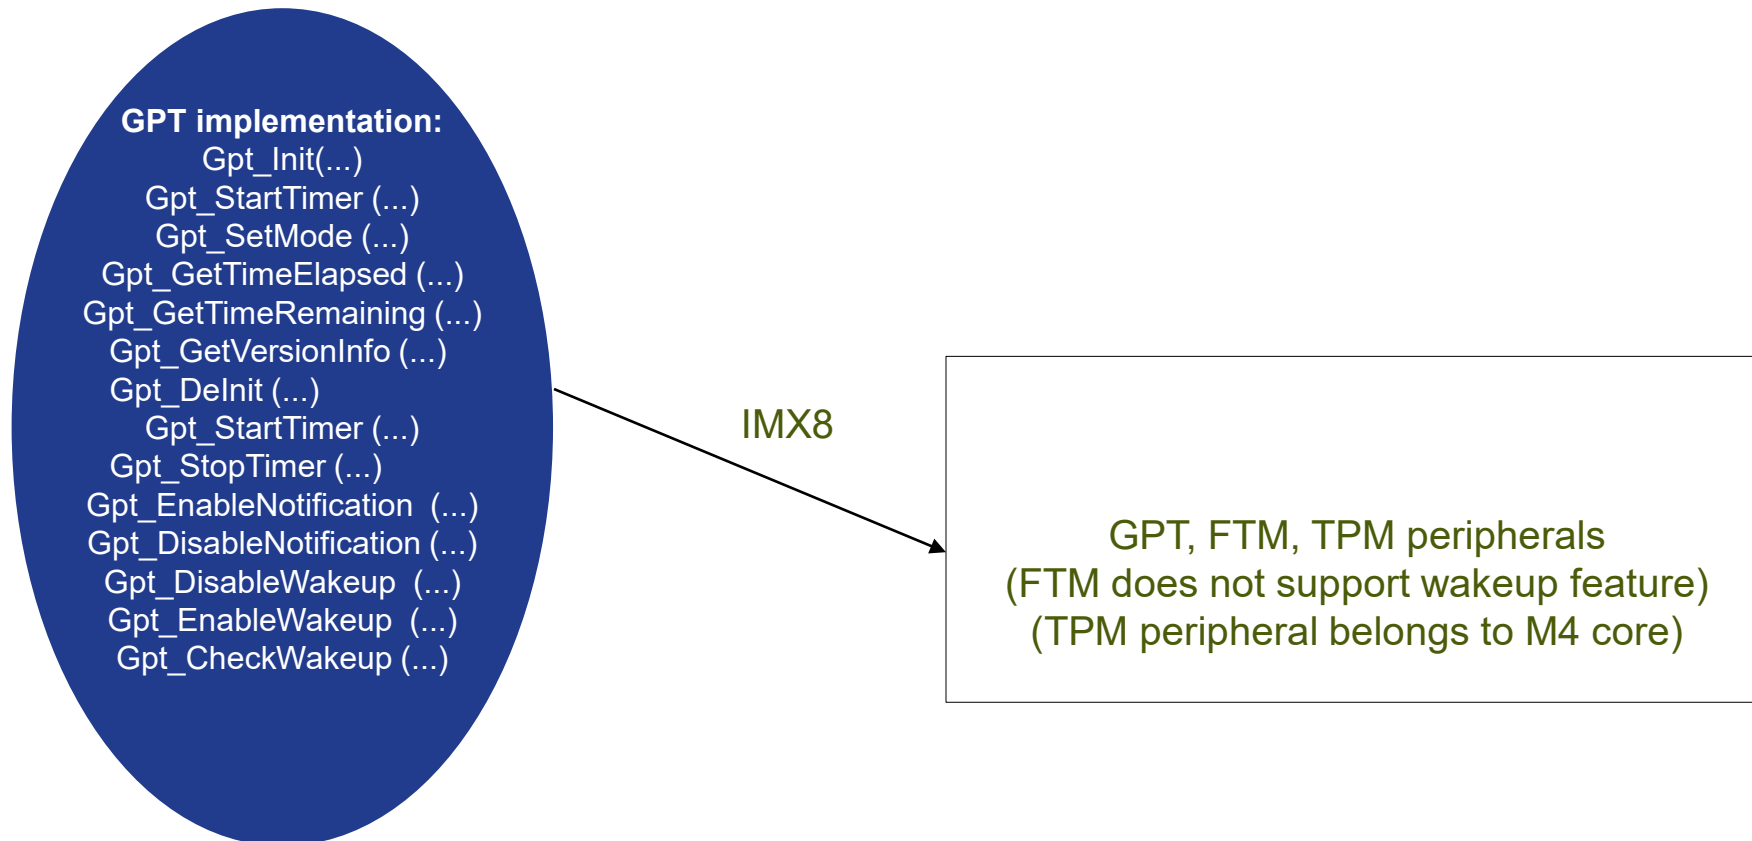 GPT implementation:
Gpt_Init(...)
Gpt_StartTimer (...)
Gpt_SetMode (...)
Gpt_GetTimeElapsed (...)
Gpt_GetTimeRemaining (...)
Gpt_GetVersionInfo (...)
Gpt_DeInit (...)
Gpt_StartTimer (...)
Gpt_StopTimer (...)
Gpt_EnableNotification  (...)
Gpt_DisableNotification (...)
Gpt_DisableWakeup  (...)
Gpt_EnableWakeup  (...)
Gpt_CheckWakeup (...)
IMX8
GPT, FTM, TPM peripherals
(FTM does not support wakeup feature)
(TPM peripheral belongs to M4 core)